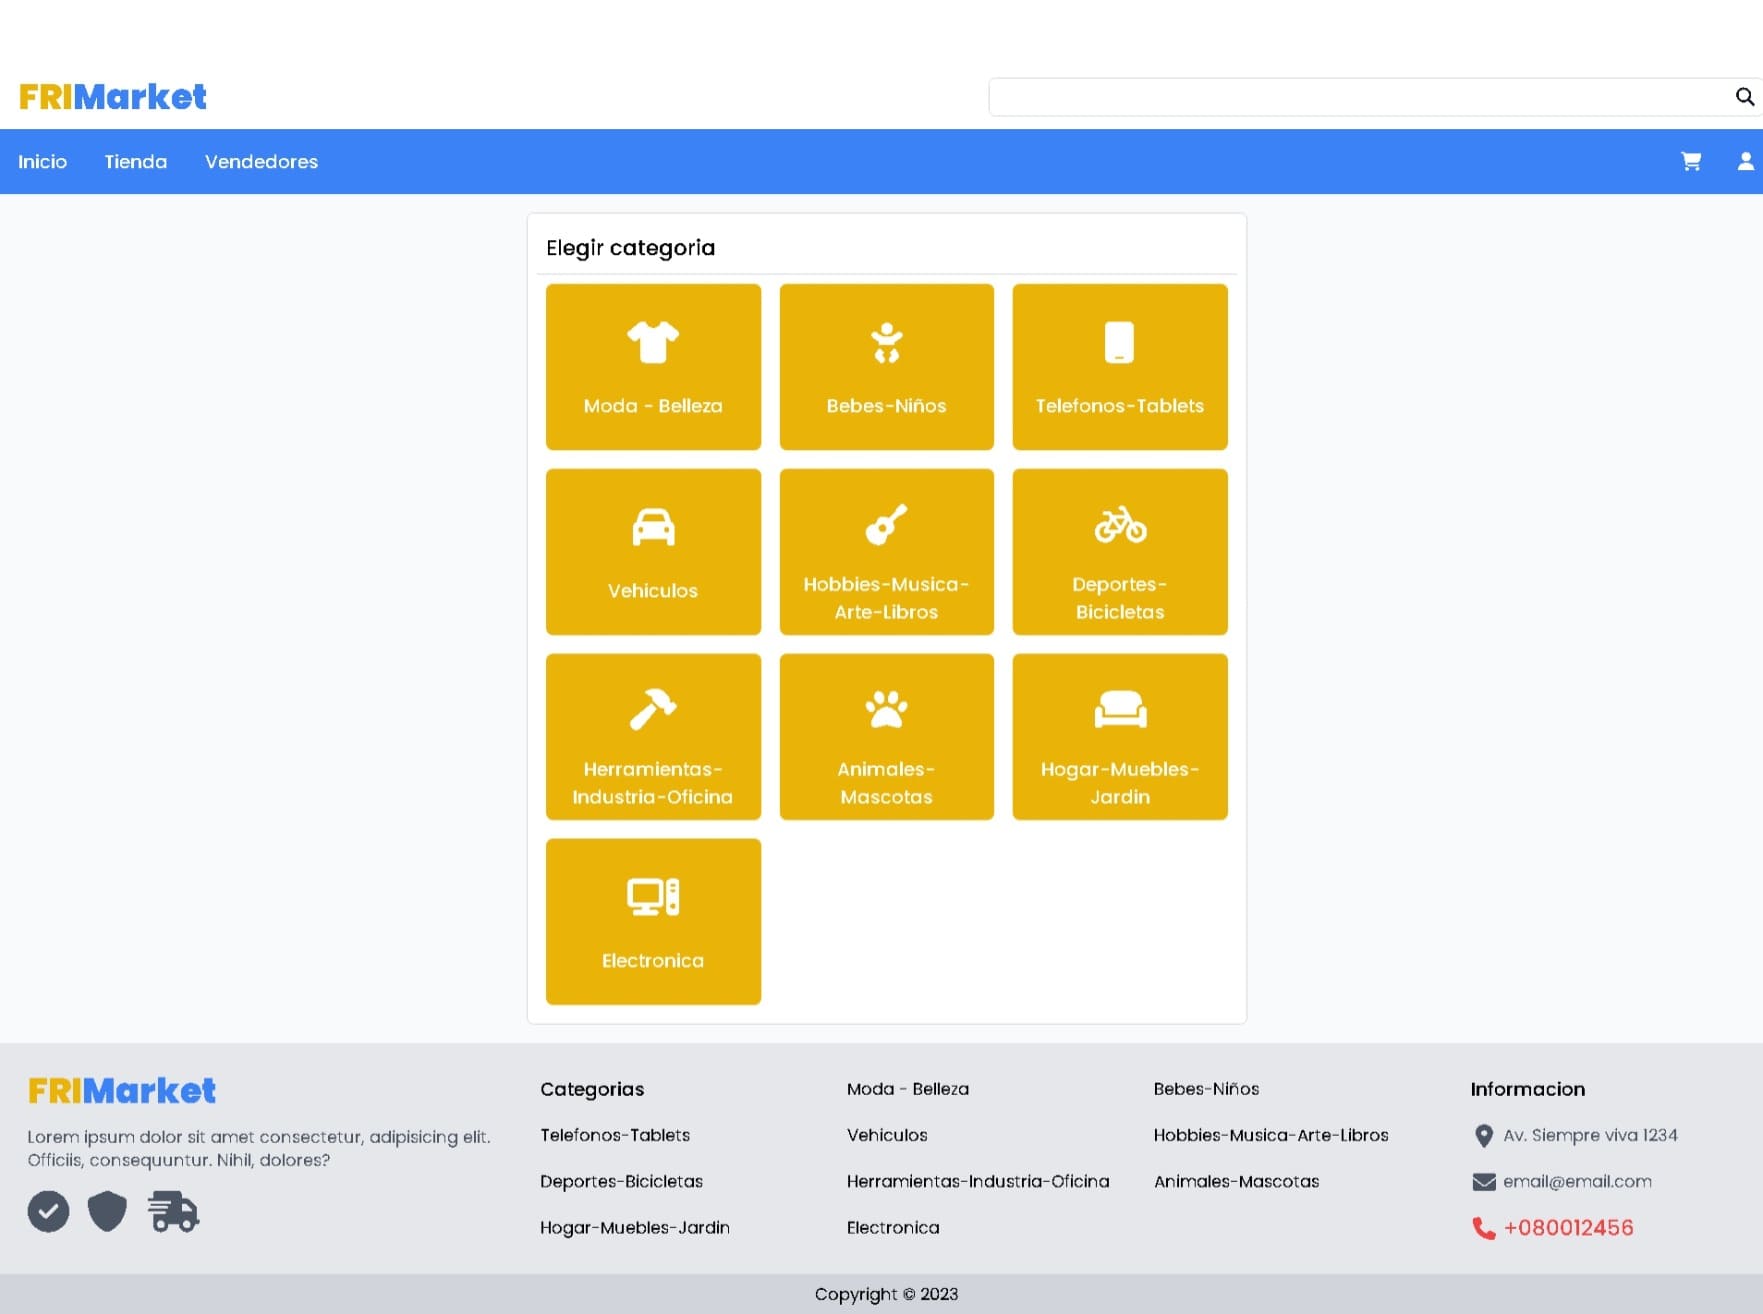 FRIMarket
Inicio
Tienda
Vendedores
Elegir categoria
Moda - Belleza
Bebes-Niños
Telefonos-Tablets
Vehiculos
Hobbies-Musica-
Arte-Libros
Deportes-
Bicicletas
Herramientas-
Industria-Oficina
Animales-
Mascotas
Hogar-Muebles-
Jardin
Electronica
FRIMarket
Lorem ipsum dolor sit amet consectetur, adipisicing elit.
Officiis, consequuntur. Nihil, dolores?
Categorias
Moda - Belleza
Bebes-Niños
Telefonos-Tablets
Vehiculos
Hobbies-Musica-Arte-Libros
Deportes-Bicicletas
Herramientas-Industria-Oficina
Animales-Mascotas
Hogar-Muebles-Jardin
Electronica
Informacion
Av. Siempre viva 1234
email@email.com
+080012456
Copyright © 2023